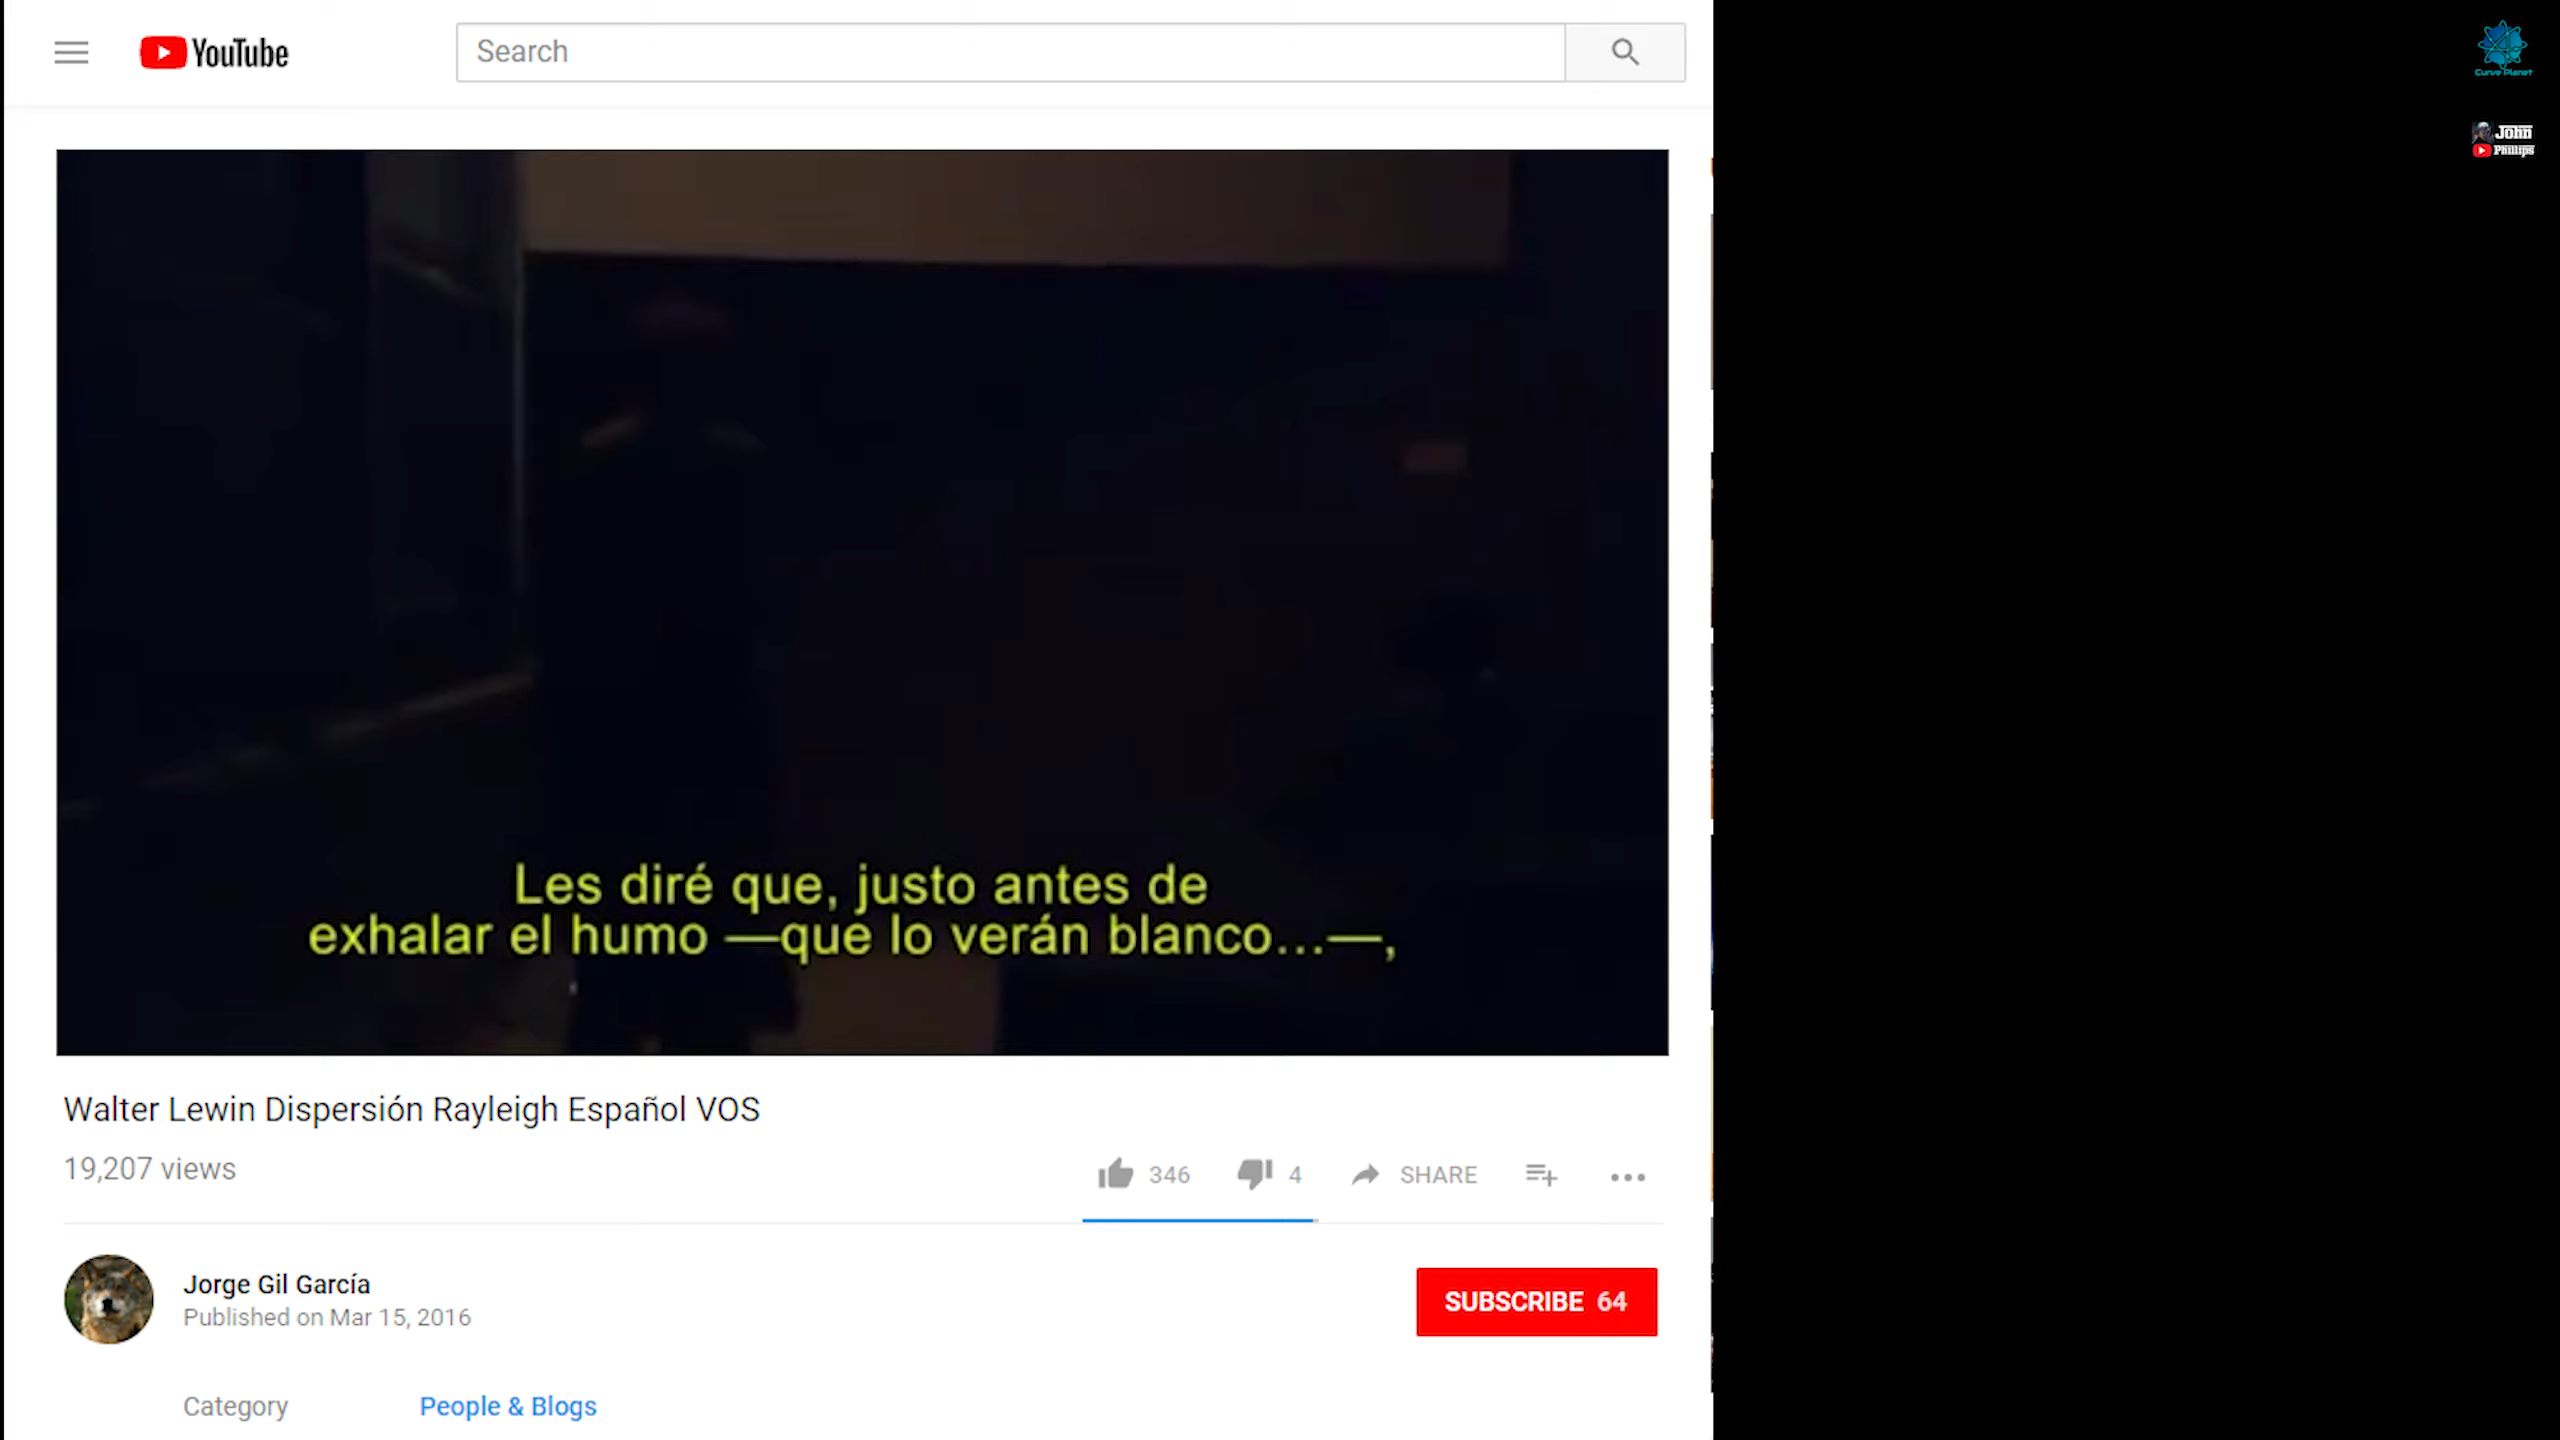 YouTube
Search
Curve Planet
John
Phillips
Les diré que, justo antes de
exhalar el humo —que lo verán blanco...—,
Walter Lewin Dispersión Rayleigh Español VOS
19,207 views
346
4
SHARE
Jorge Gil García
Published on Mar 15, 2016
SUBSCRIBE 64
Category
People & Blogs